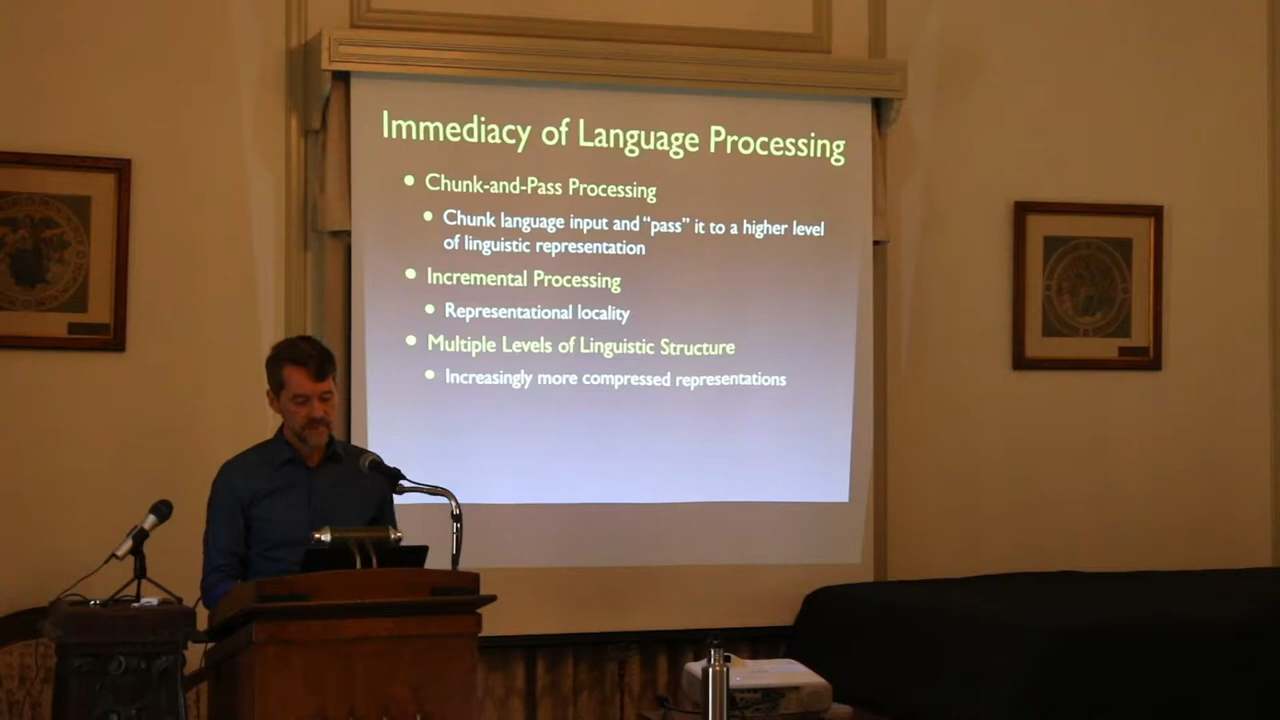 Immediacy of Language Processing
• Chunk-and-Pass Processing
• Chunk language input and “pass” it to a higher level
of linguistic representation
• Incremental Processing
• Representational locality
• Multiple Levels of Linguistic Structure
• Increasingly more compressed representations